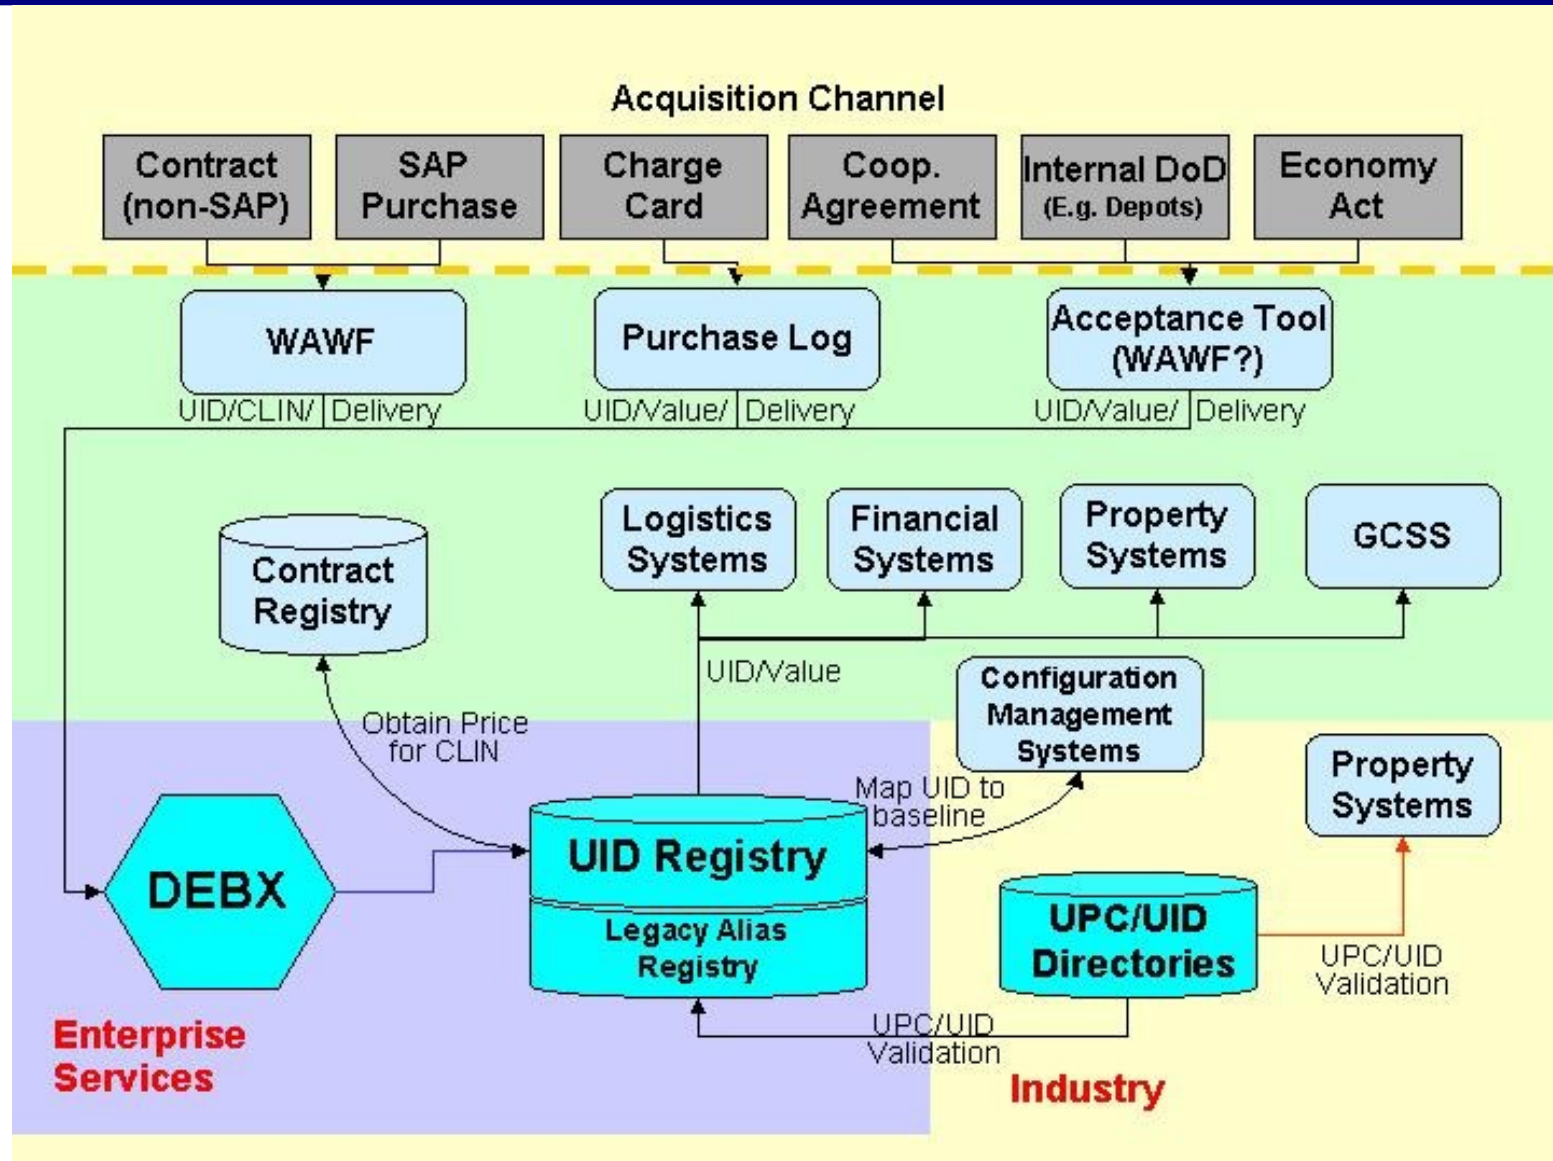 Acquisition Channel
Contract
(non-SAP)
SAP
Purchase
Charge
Card
Coop.
Agreement
Internal DoD
(E.g. Depots)
Economy
Act
WAWF
Purchase Log
Acceptance Tool
(WAWF?)
UID/CLIN/ Delivery
UID/Value/ Delivery
UID/Value/ Delivery
Logistics
Systems
Financial
Systems
Property
Systems
GCSS
Contract
Registry
UID/Value
Configuration
Management
Systems
Obtain Price
for CLIN
Map UID to
baseline
Property
Systems
DEBX
UID Registry
Legacy Alias
Registry
UPC/UID
Directories
UPC/UID
Validation
UPC/UID
Validation
Enterprise
Services
Industry